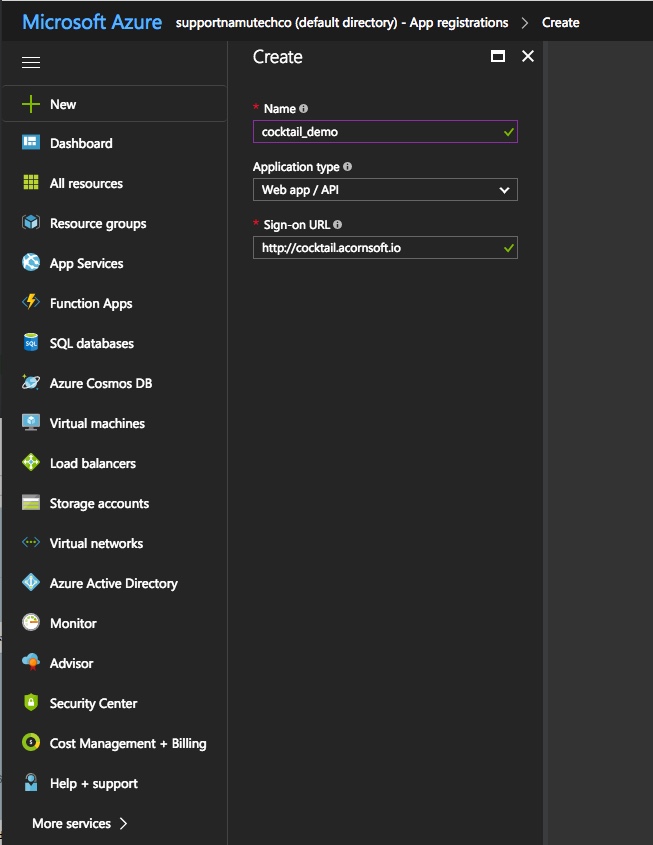 Microsoft Azure supportnamutechco (default directory) - App registrations > Create
Create
New
Dashboard
All resources
Resource groups
App Services
Function Apps
SQL databases
Azure Cosmos DB
Virtual machines
Load balancers
Storage accounts
Virtual networks
Azure Active Directory
Monitor
Advisor
Security Center
Cost Management + Billing
Help + support
More services >
* Name
cocktail_demo
Application type
Web app / API
* Sign-on URL
http://cocktail.acornsoft.io